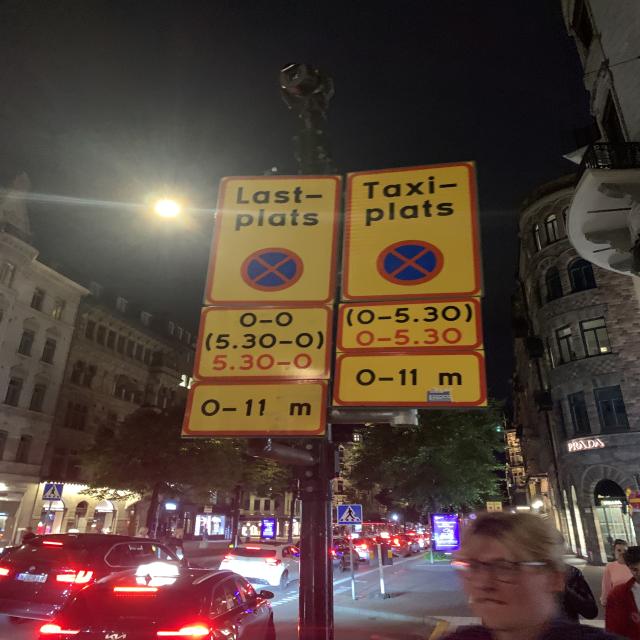 Last-
plats
0-0
(5.30-0)
5.30-0
0-11 m
Taxi-
plats
(0-5.30)
0-5.30
0-11 m
PRADA